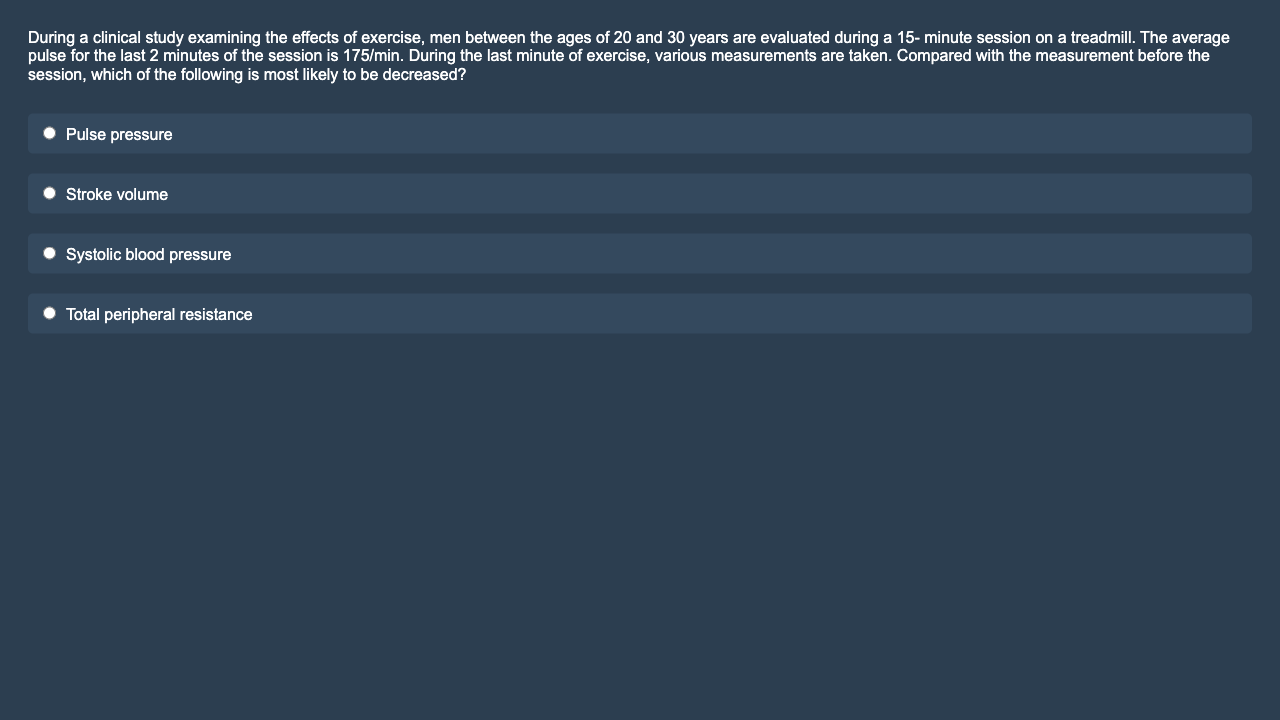 During a clinical study examining the effects of exercise, men between the ages of 20 and 30 years are evaluated during a 15- minute session on a treadmill. The average
pulse for the last 2 minutes of the session is 175/min. During the last minute of exercise, various measurements are taken. Compared with the measurement before the
session, which of the following is most likely to be decreased?
Pulse pressure
Stroke volume
Systolic blood pressure
Total peripheral resistance